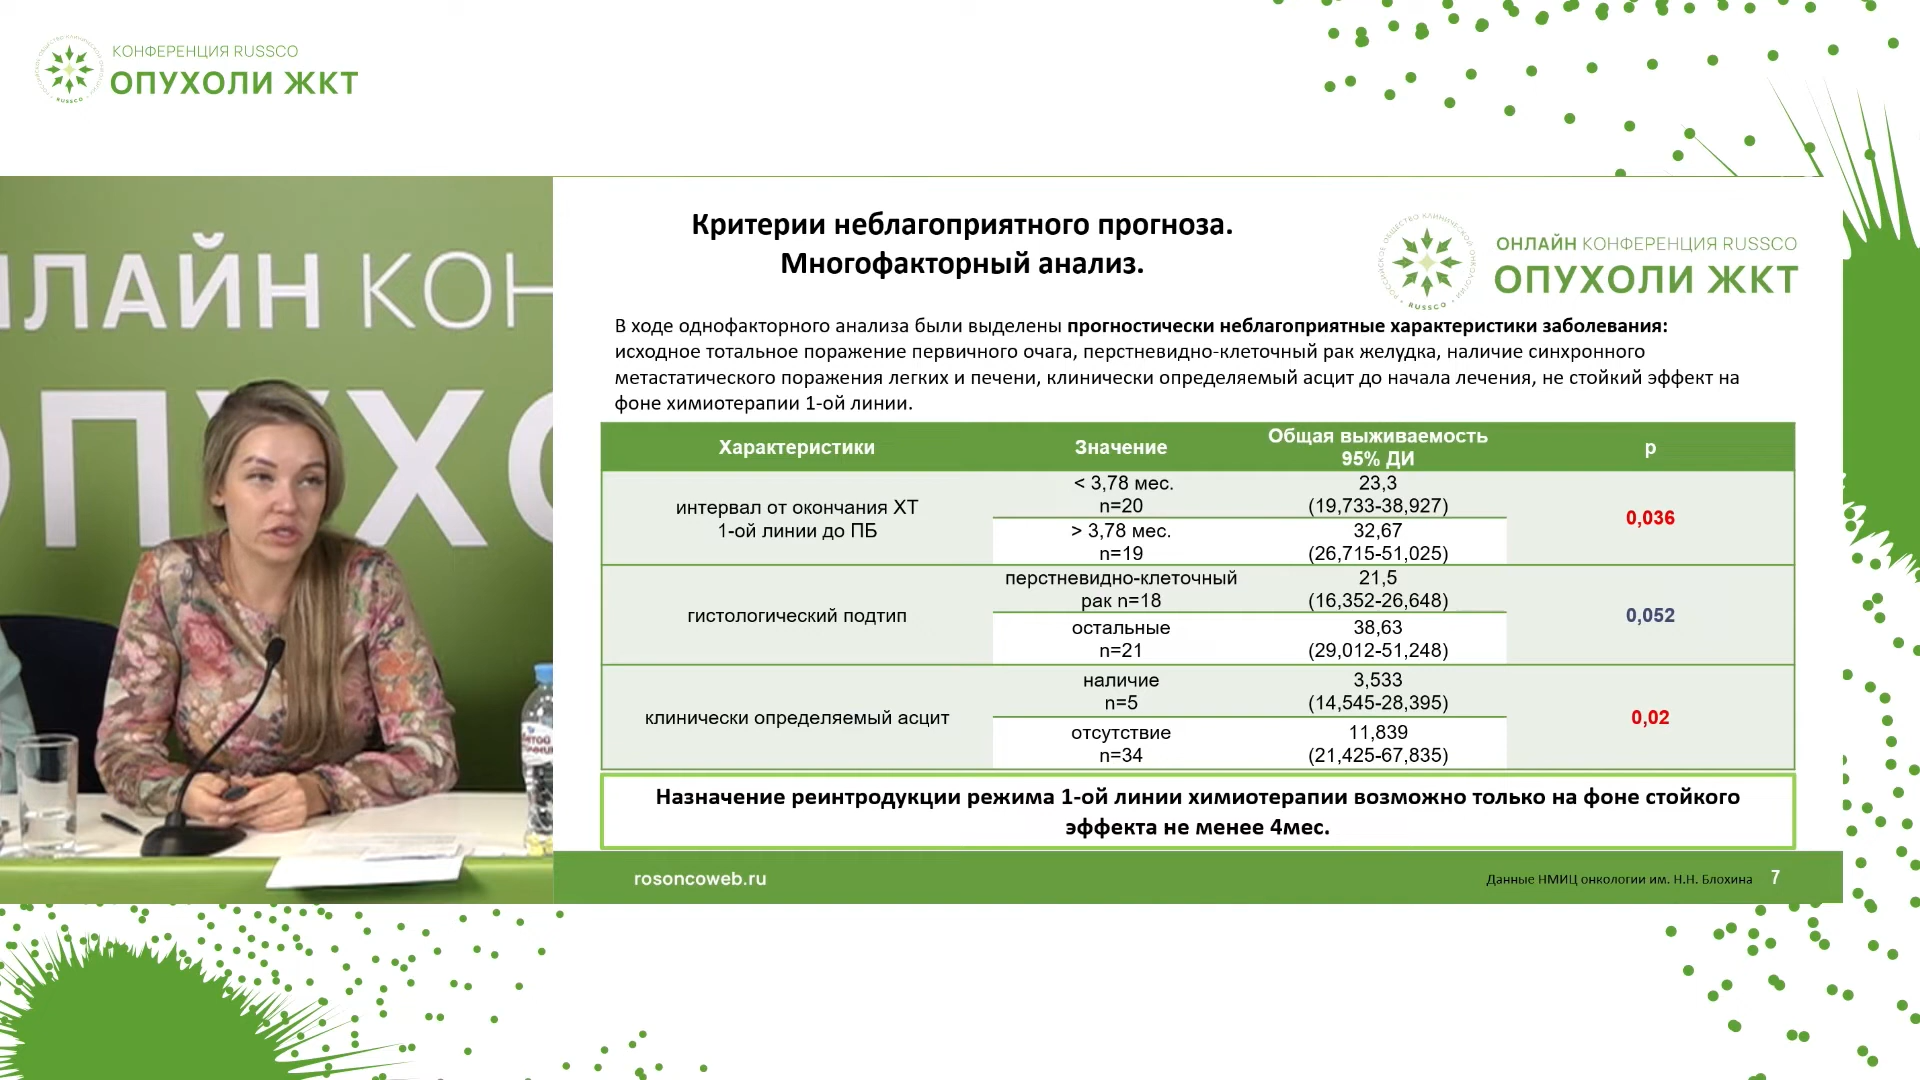 КОНФЕРЕНЦИЯ RUSSCO
ОПУХОЛИ ЖКТ
RUSSCO
НЛАЙН КОН
ОПУХО
Критерии неблагоприятного прогноза.
Многофакторный анализ.
РОССИЙСКОЕ ОБЩЕСТВО КЛИНИЧЕСКОЙ ОНКОЛОГИИ
RUSSCO
ОНЛАЙН КОНФЕРЕНЦИЯ RUSSCO
ОПУХОЛИ ЖКТ
В ходе однофакторного анализа были выделены прогностически неблагоприятные характеристики заболевания:
исходное тотальное поражение первичного очага, перстневидно-клеточный рак желудка, наличие синхронного
метастатического поражения легких и печени, клинически определяемый асцит до начала лечения, не стойкий эффект на
фоне химиотерапии 1-ой линии.
Характеристики Значение Общая выживаемость 95% ДИ p
интервал от окончания ХТ
1-ой линии до ПБ
< 3,78 мес.
n=20
23,3
(19,733-38,927)
> 3,78 мес.
n=19
32,67
(26,715-51,025)
0,036
гистологический подтип
перстневидно-клеточный
рак n=18
21,5
(16,352-26,648)
остальные
n=21
38,63
(29,012-51,248)
0,052
клинически определяемый асцит
наличие
n=5
3,533
(14,545-28,395)
отсутствие
n=34
11,839
(21,425-67,835)
0,02
Назначение реинтродукции режима 1-ой линии химиотерапии возможно только на фоне стойкого
эффекта не менее 4мес.
rosoncoweb.ru
Данные НМИЦ онкологии им. Н.Н. Блохина 7